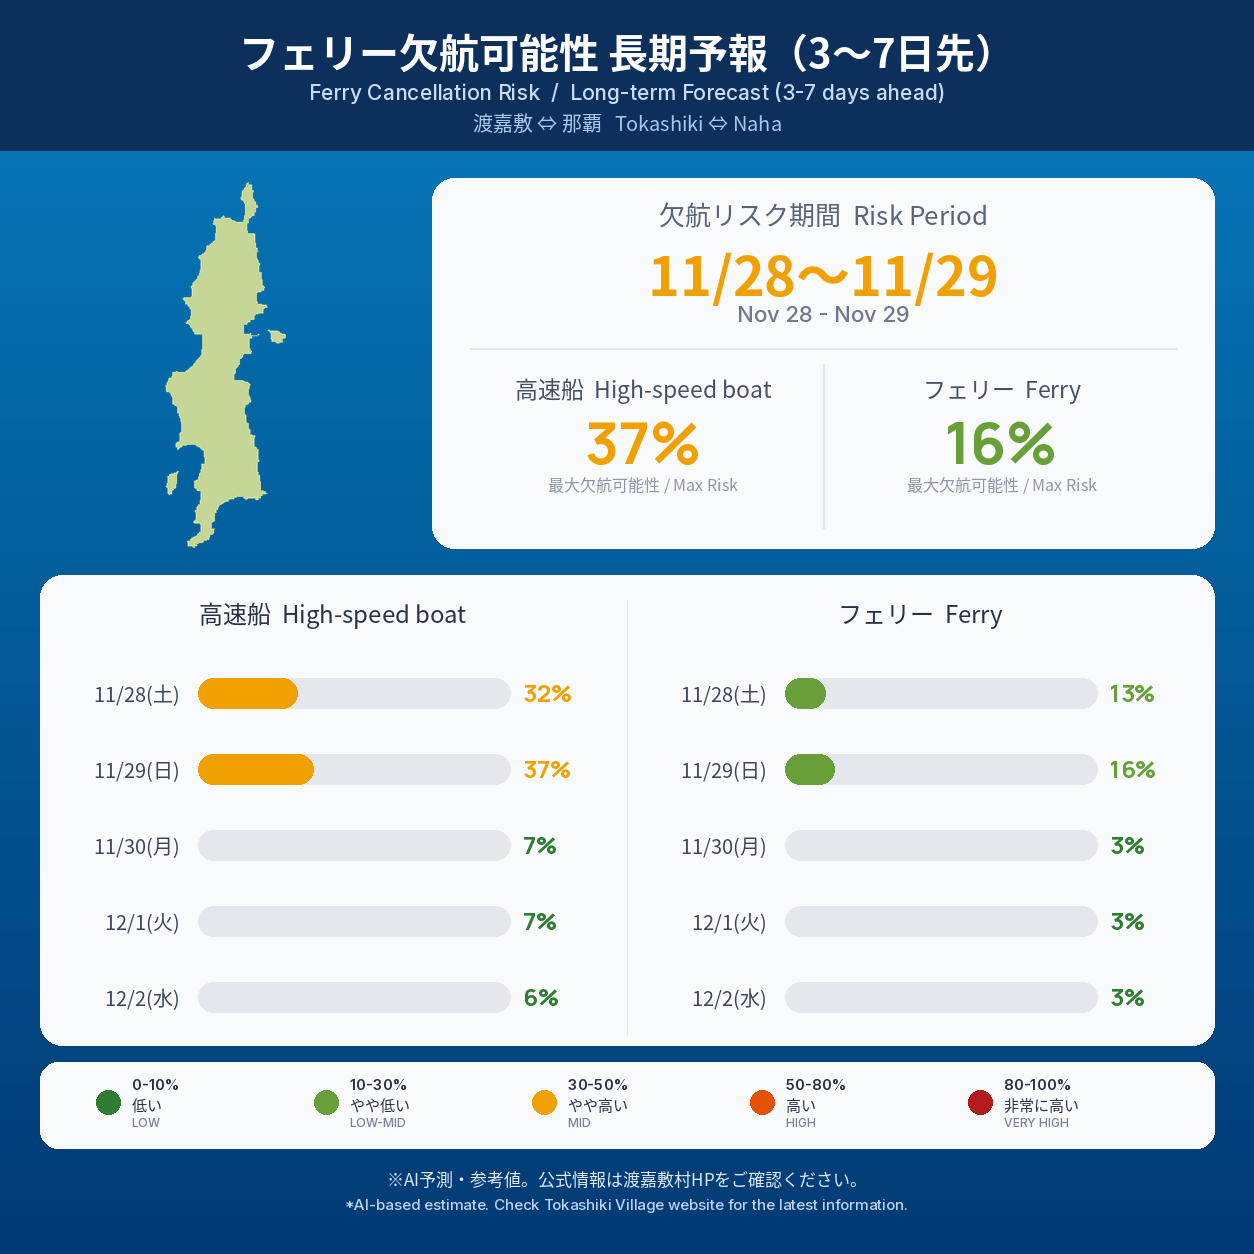 フェリー欠航可能性 長期予報（3〜7日先）
Ferry Cancellation Risk / Long-term Forecast (3-7 days ahead)
渡嘉敷 ⇔ 那覇 Tokashiki ⇔ Naha
欠航リスク期間 Risk Period
11/28〜11/29
Nov 28 - Nov 29
高速船 High-speed boat
37%
最大欠航可能性 / Max Risk
フェリー Ferry
16%
最大欠航可能性 / Max Risk
高速船 High-speed boat
11/28(土) 32%
11/29(日) 37%
11/30(月) 7%
12/1(火) 7%
12/2(水) 6%
フェリー Ferry
11/28(土) 13%
11/29(日) 16%
11/30(月) 3%
12/1(火) 3%
12/2(水) 3%
0-10%
低い
LOW
10-30%
やや低い
LOW-MID
30-50%
やや高い
MID
50-80%
高い
HIGH
80-100%
非常に高い
VERY HIGH
※AI予測・参考値。公式情報は渡嘉敷村HPをご確認ください。
*AI-based estimate. Check Tokashiki Village website for the latest information.